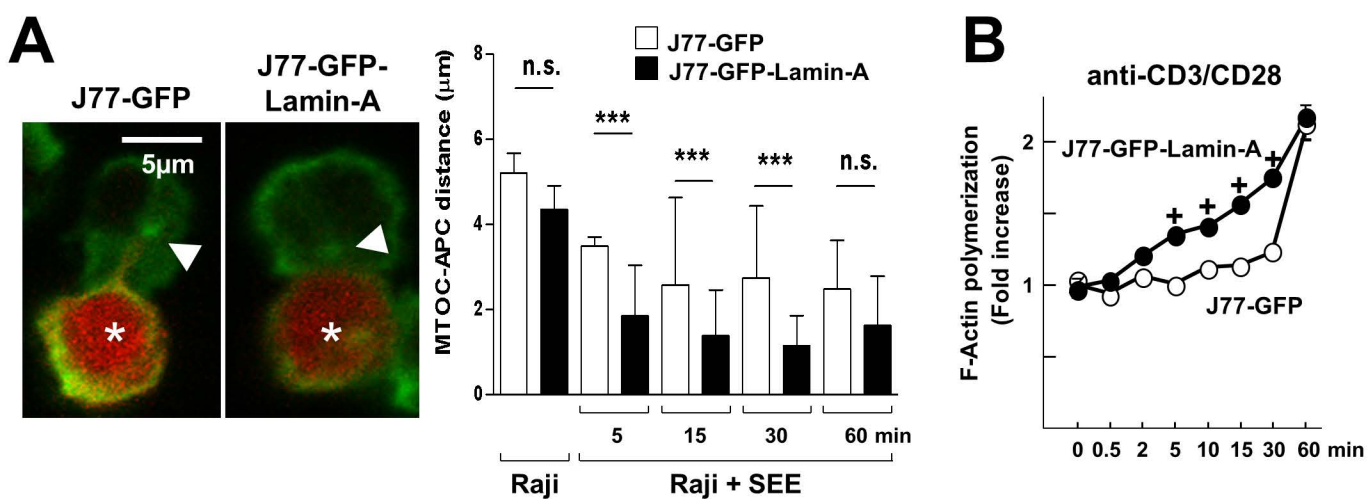 A
J77-GFP
J77-GFP-
Lamin-A
5µm
*
*
MTOC-APC distance (µm)
8
6
4
2
0
J77-GFP
J77-GFP-Lamin-A
n.s.
***
***
***
n.s.
5
15
30
60 min
Raji
Raji + SEE
B
anti-CD3/CD28
F-Actin polymerization
(Fold increase)
2
1
J77-GFP-Lamin-A
+
+
+
+
J77-GFP
0 0.5 2 5 10 15 30 60 min